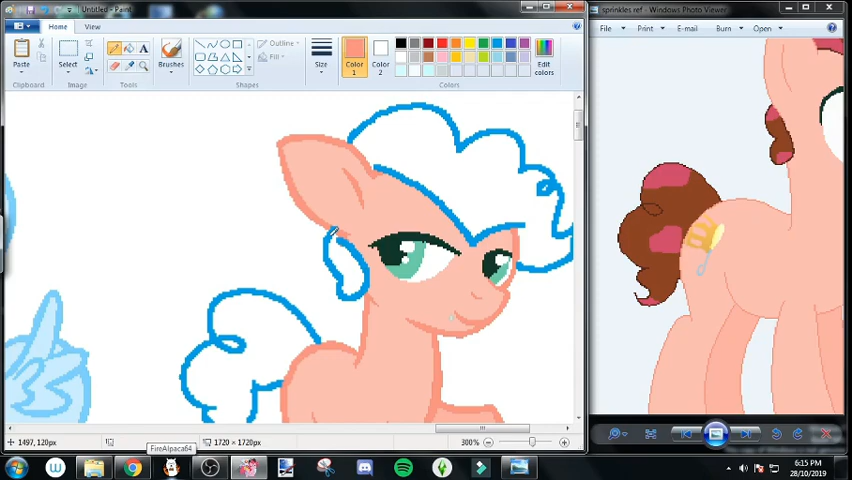 Untitled - Paint
sprinkles.ref - Windows Photo Viewer
Home
View
File
Print
E-mail
Burn
Open
Paste
Select
Brushes
Outline
Fill
Size
Color
1
Color
2
Edit
colors
Clipboard
Image
Tools
Shapes
Colors
1497, 120px
1720 × 1720px
300%
FireAlpaca64
6:15 PM
28/10/2019